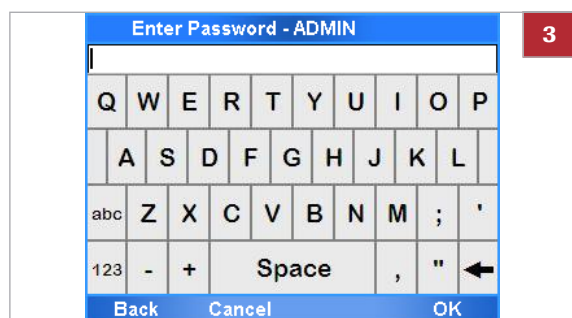 Enter Password - ADMIN
3
Q W E R T Y U I O P
A S D F G H J K L
abc Z X C V B N M ; '
123 - + Space , " ←
Back Cancel OK